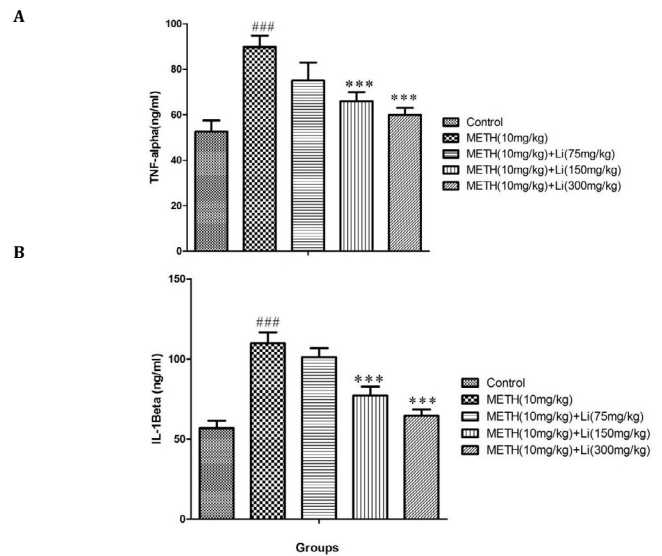 A
TNF-alpha(ng/ml)
100
80
60
40
20
0
###
***
***
Control
METH(10mg/kg)
METH(10mg/kg)+Li(75mg/kg)
METH(10mg/kg)+Li(150mg/kg)
METH(10mg/kg)+Li(300mg/kg)
B
IL-1Beta (ng/ml)
150
100
50
0
###
***
***
Control
METH(10mg/kg)
METH(10mg/kg)+Li(75mg/kg)
METH(10mg/kg)+Li(150mg/kg)
METH(10mg/kg)+Li(300mg/kg)
Groups